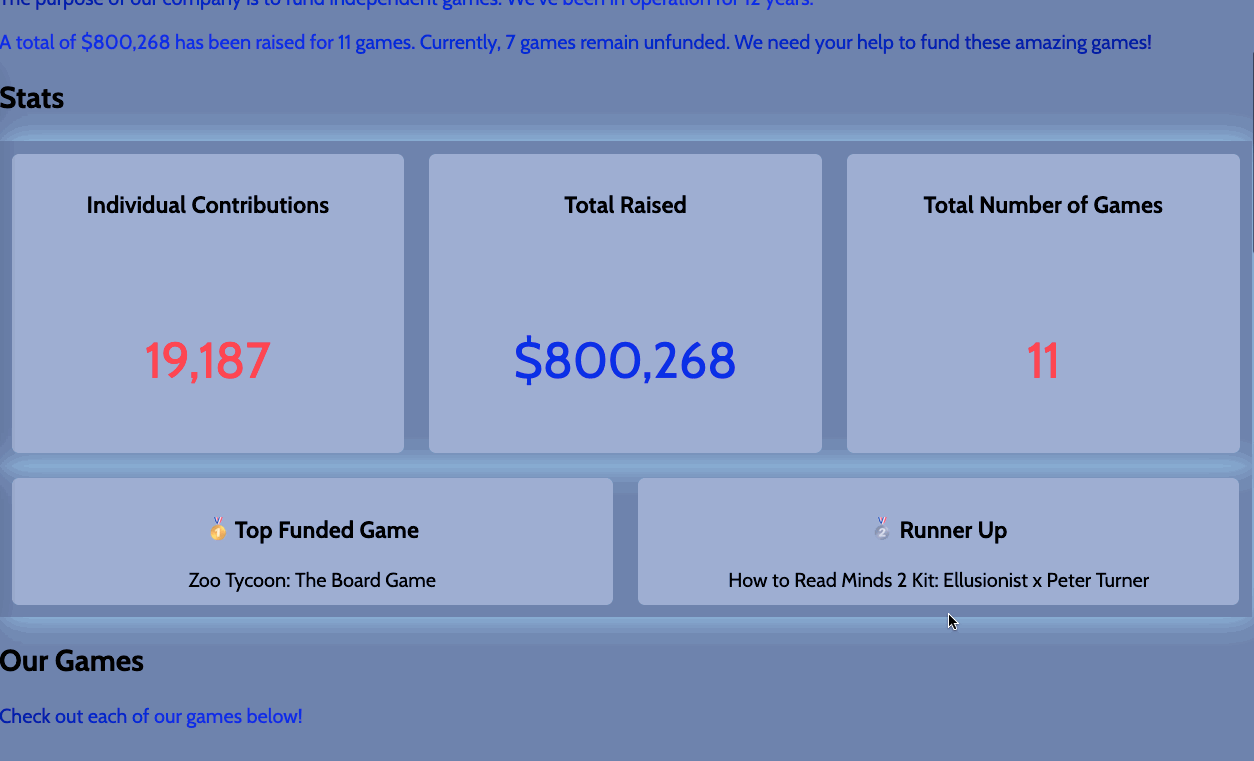 The purpose of our company is to fund independent games. We've been in operation for 12 years.
A total of $800,268 has been raised for 11 games. Currently, 7 games remain unfunded. We need your help to fund these amazing games!
Stats
Individual Contributions
Total Raised
Total Number of Games
19,187
$800,268
11
🥇 Top Funded Game
🥈 Runner Up
Zoo Tycoon: The Board Game
How to Read Minds 2 Kit: Ellusionist x Peter Turner
Our Games
Check out each of our games below!